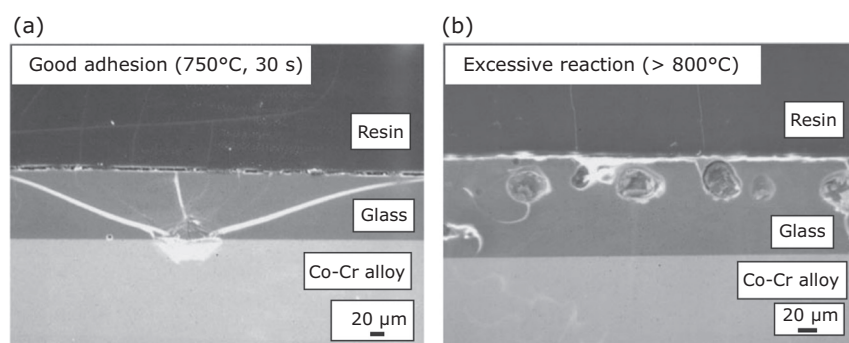 (a)
Good adhesion (750°C, 30 s)
Resin
Glass
Co-Cr alloy
20 µm
(b)
Excessive reaction (> 800°C)
Resin
Glass
Co-Cr alloy
20 µm